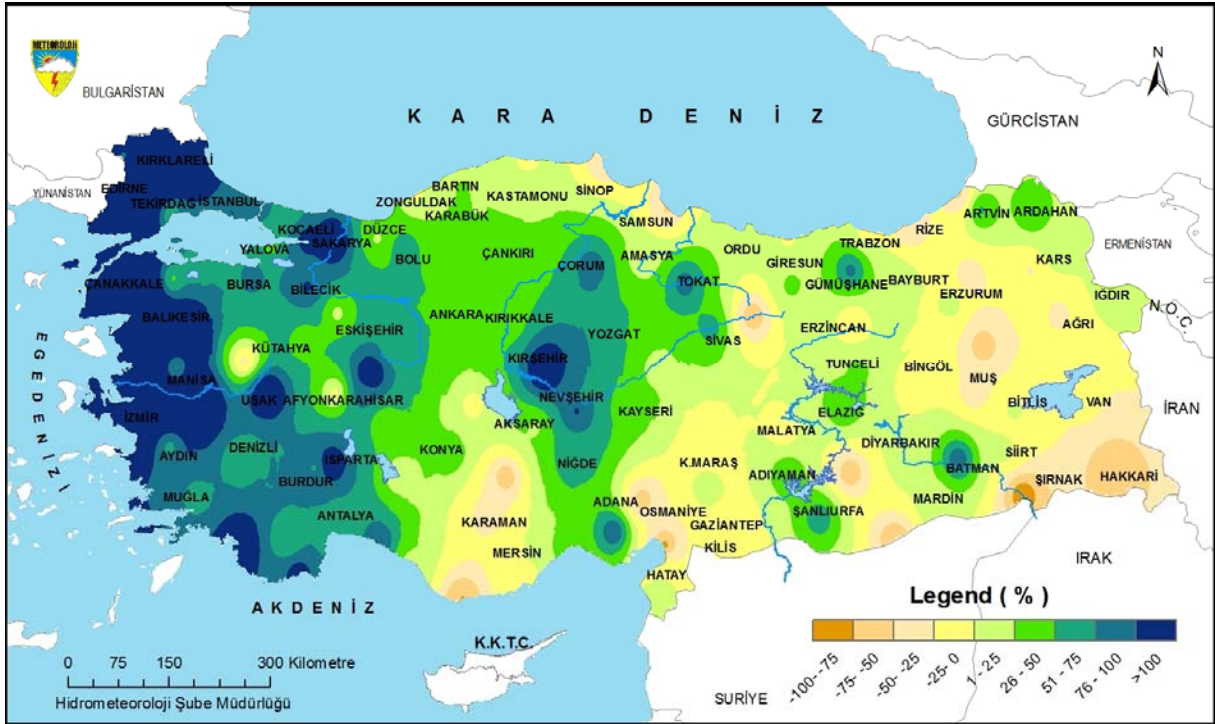 METEOROLOJİ
N
BULGARİSTAN
K A R A D E N İ Z
GÜRCİSTAN
KIRKLARELİ
YUNANİSTAN
EDİRNE
TEKİRDAĞ
İSTANBUL
ZONGULDAK
BARTIN
KARABÜK
KASTAMONU
SİNOP
SAMSUN
ARTVİN
ARDAHAN
KOCAELİ
SAKARYA
DÜZCE
YALOVA
BOLU
ÇANKIRI
ÇORUM
AMASYA
ORDU
GİRESUN
TRABZON
RİZE
ERMENİSTAN
KARS
ÇANAKKALE
BURSA
BİLECİK
TOKAT
GÜMÜŞHANE
BAYBURT
ERZURUM
IĞDIR
N.O.C.
BALIKESİR
ESKİŞEHİR
ANKARA
KIRIKKALE
YOZGAT
SİVAS
ERZİNCAN
AĞRI
KÜTAHYA
KIRŞEHİR
TUNCELİ
BİNGÖL
MUŞ
E G E D E N İ Z İ
MANİSA
UŞAK
AFYONKARAHİSAR
NEVŞEHİR
KAYSERİ
ELAZIĞ
BİTLİS
VAN
İRAN
İZMİR
AKSARAY
MALATYA
DİYARBAKIR
AYDIN
DENİZLİ
ISPARTA
KONYA
NİĞDE
K.MARAŞ
ADIYAMAN
BATMAN
SİİRT
ŞIRNAK
HAKKARİ
BURDUR
MUĞLA
ANTALYA
KARAMAN
MERSİN
ADANA
OSMANİYE
GAZİANTEP
KİLİS
ŞANLIURFA
MARDİN
HATAY
IRAK
A K D E N İ Z
K.K.T.C.
SURİYE
Legend ( % )
-100--75
-75--50
-50--25
-25- 0
1 - 25
26 - 50
51 - 75
76 - 100
>100
0 75 150 300 Kilometre
Hidrometeoroloji Şube Müdürlüğü